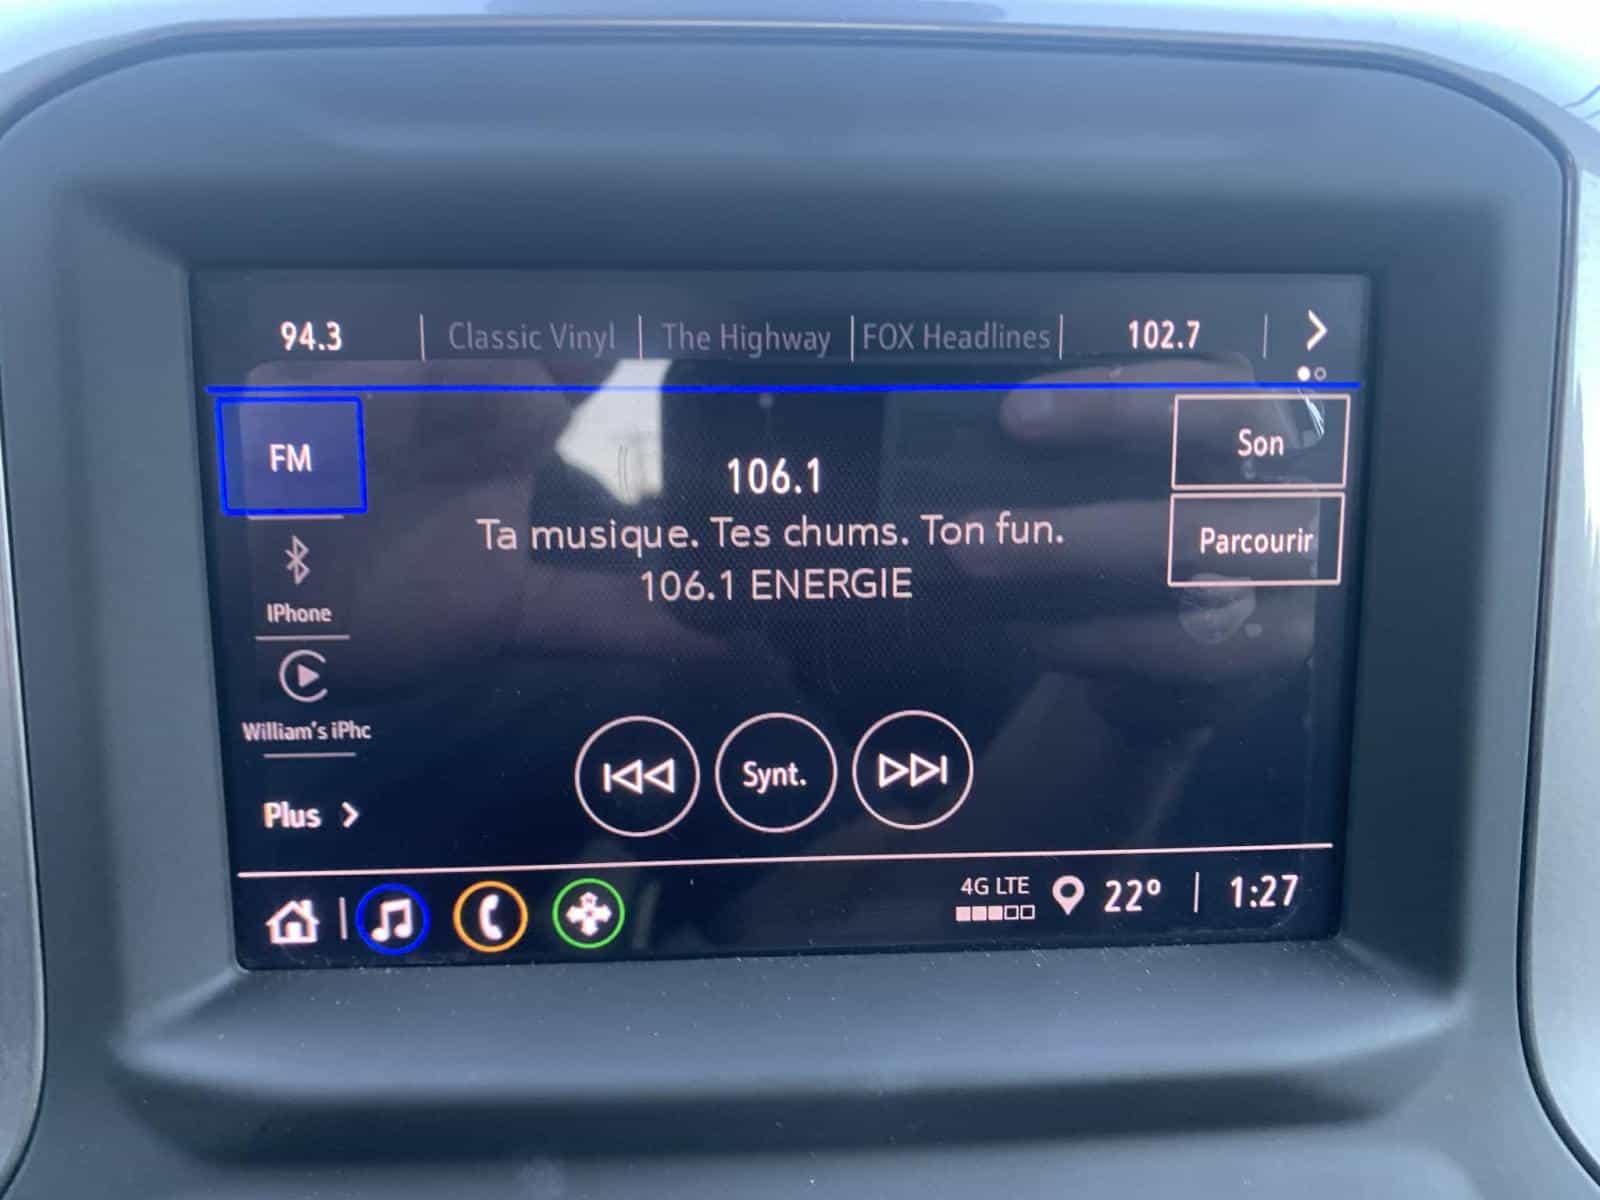 94.3 | Classic Vinyl | The Highway | FOX Headlines | 102.7 |
FM
Son
106.1
Ta musique. Tes chums. Ton fun.
106.1 ENERGIE
Parcourir
IPhone
William's iPhc
Synt.
Plus
4G LTE
22° | 1:27